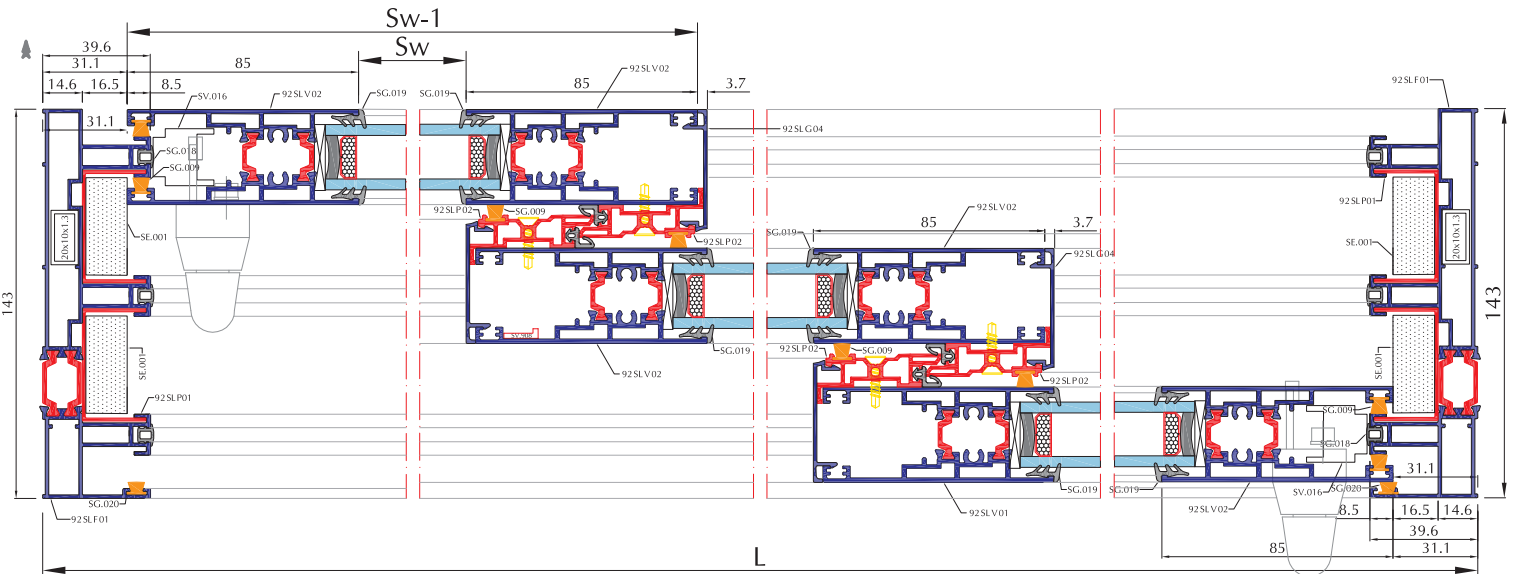 Sw-1
39.6
Sw
31.1
85
85
92SLV02
14.6
16.5
8.5
SV.016
92SLV02
SG.019
SG.019
3.7
92SLF01
31.1
92SLG04
SG.018
SG.009
92SLP01
92SLP02
SG.009
92SLV02
20x10x1.3
SE.001
85
3.7
20x10x1.3
SE.001
92SLP02
SG.019
92SLG04
143
143
SV.908
SG.019
92SLP02
SG.009
SE.001
92SLV02
92SLP02
SE.001
92SLP01
SG.009
SG.018
31.1
SG.020
SG.019
SG.019
SV.016
SG.020
92SLF01
92SLV01
92SLV02
8.5
16.5
14.6
39.6
L
85
31.1